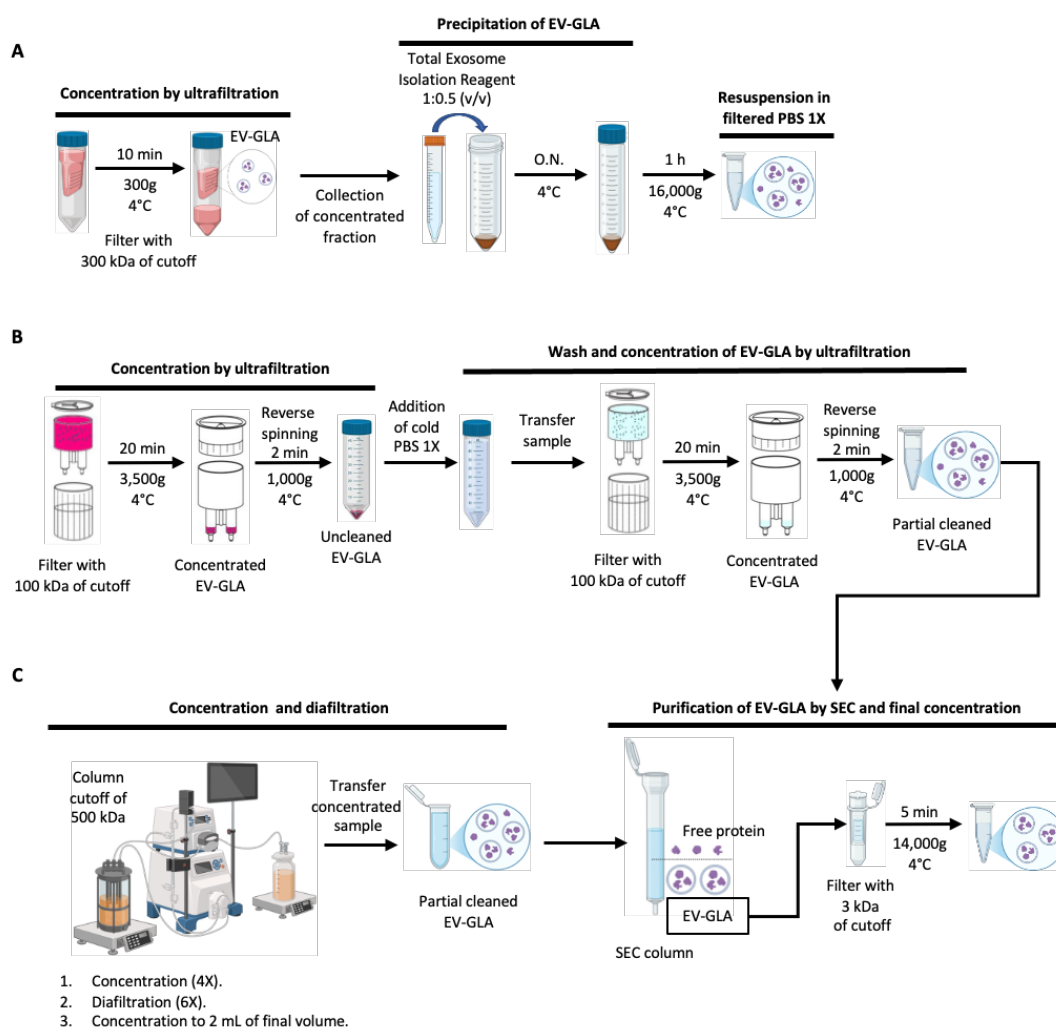 A
Precipitation of EV-GLA
Total Exosome
Isolation Reagent
1:0.5 (v/v)
Concentration by ultrafiltration
EV-GLA
10 min
300g
4°C
Filter with
300 kDa of cutoff
Collection
of concentrated
fraction
O.N.
4°C
1 h
16,000g
4°C
Resuspension in
filtered PBS 1X
B
Concentration by ultrafiltration
Wash and concentration of EV-GLA by ultrafiltration
Filter with
100 kDa of cutoff
20 min
3,500g
4°C
Concentrated
EV-GLA
Reverse
spinning
2 min
1,000g
4°C
Uncleaned
EV-GLA
Addition
of cold
PBS 1X
Transfer
sample
Filter with
100 kDa of cutoff
20 min
3,500g
4°C
Concentrated
EV-GLA
Reverse
spinning
2 min
1,000g
4°C
Partial cleaned
EV-GLA
C
Concentration and diafiltration
Purification of EV-GLA by SEC and final concentration
Column
cutoff of
500 kDa
Transfer
concentrated
sample
Partial cleaned
EV-GLA
Free protein
EV-GLA
SEC column
Filter with
3 kDa
of cutoff
5 min
14,000g
4°C
1. Concentration (4X).
2. Diafiltration (6X).
3. Concentration to 2 mL of final volume.